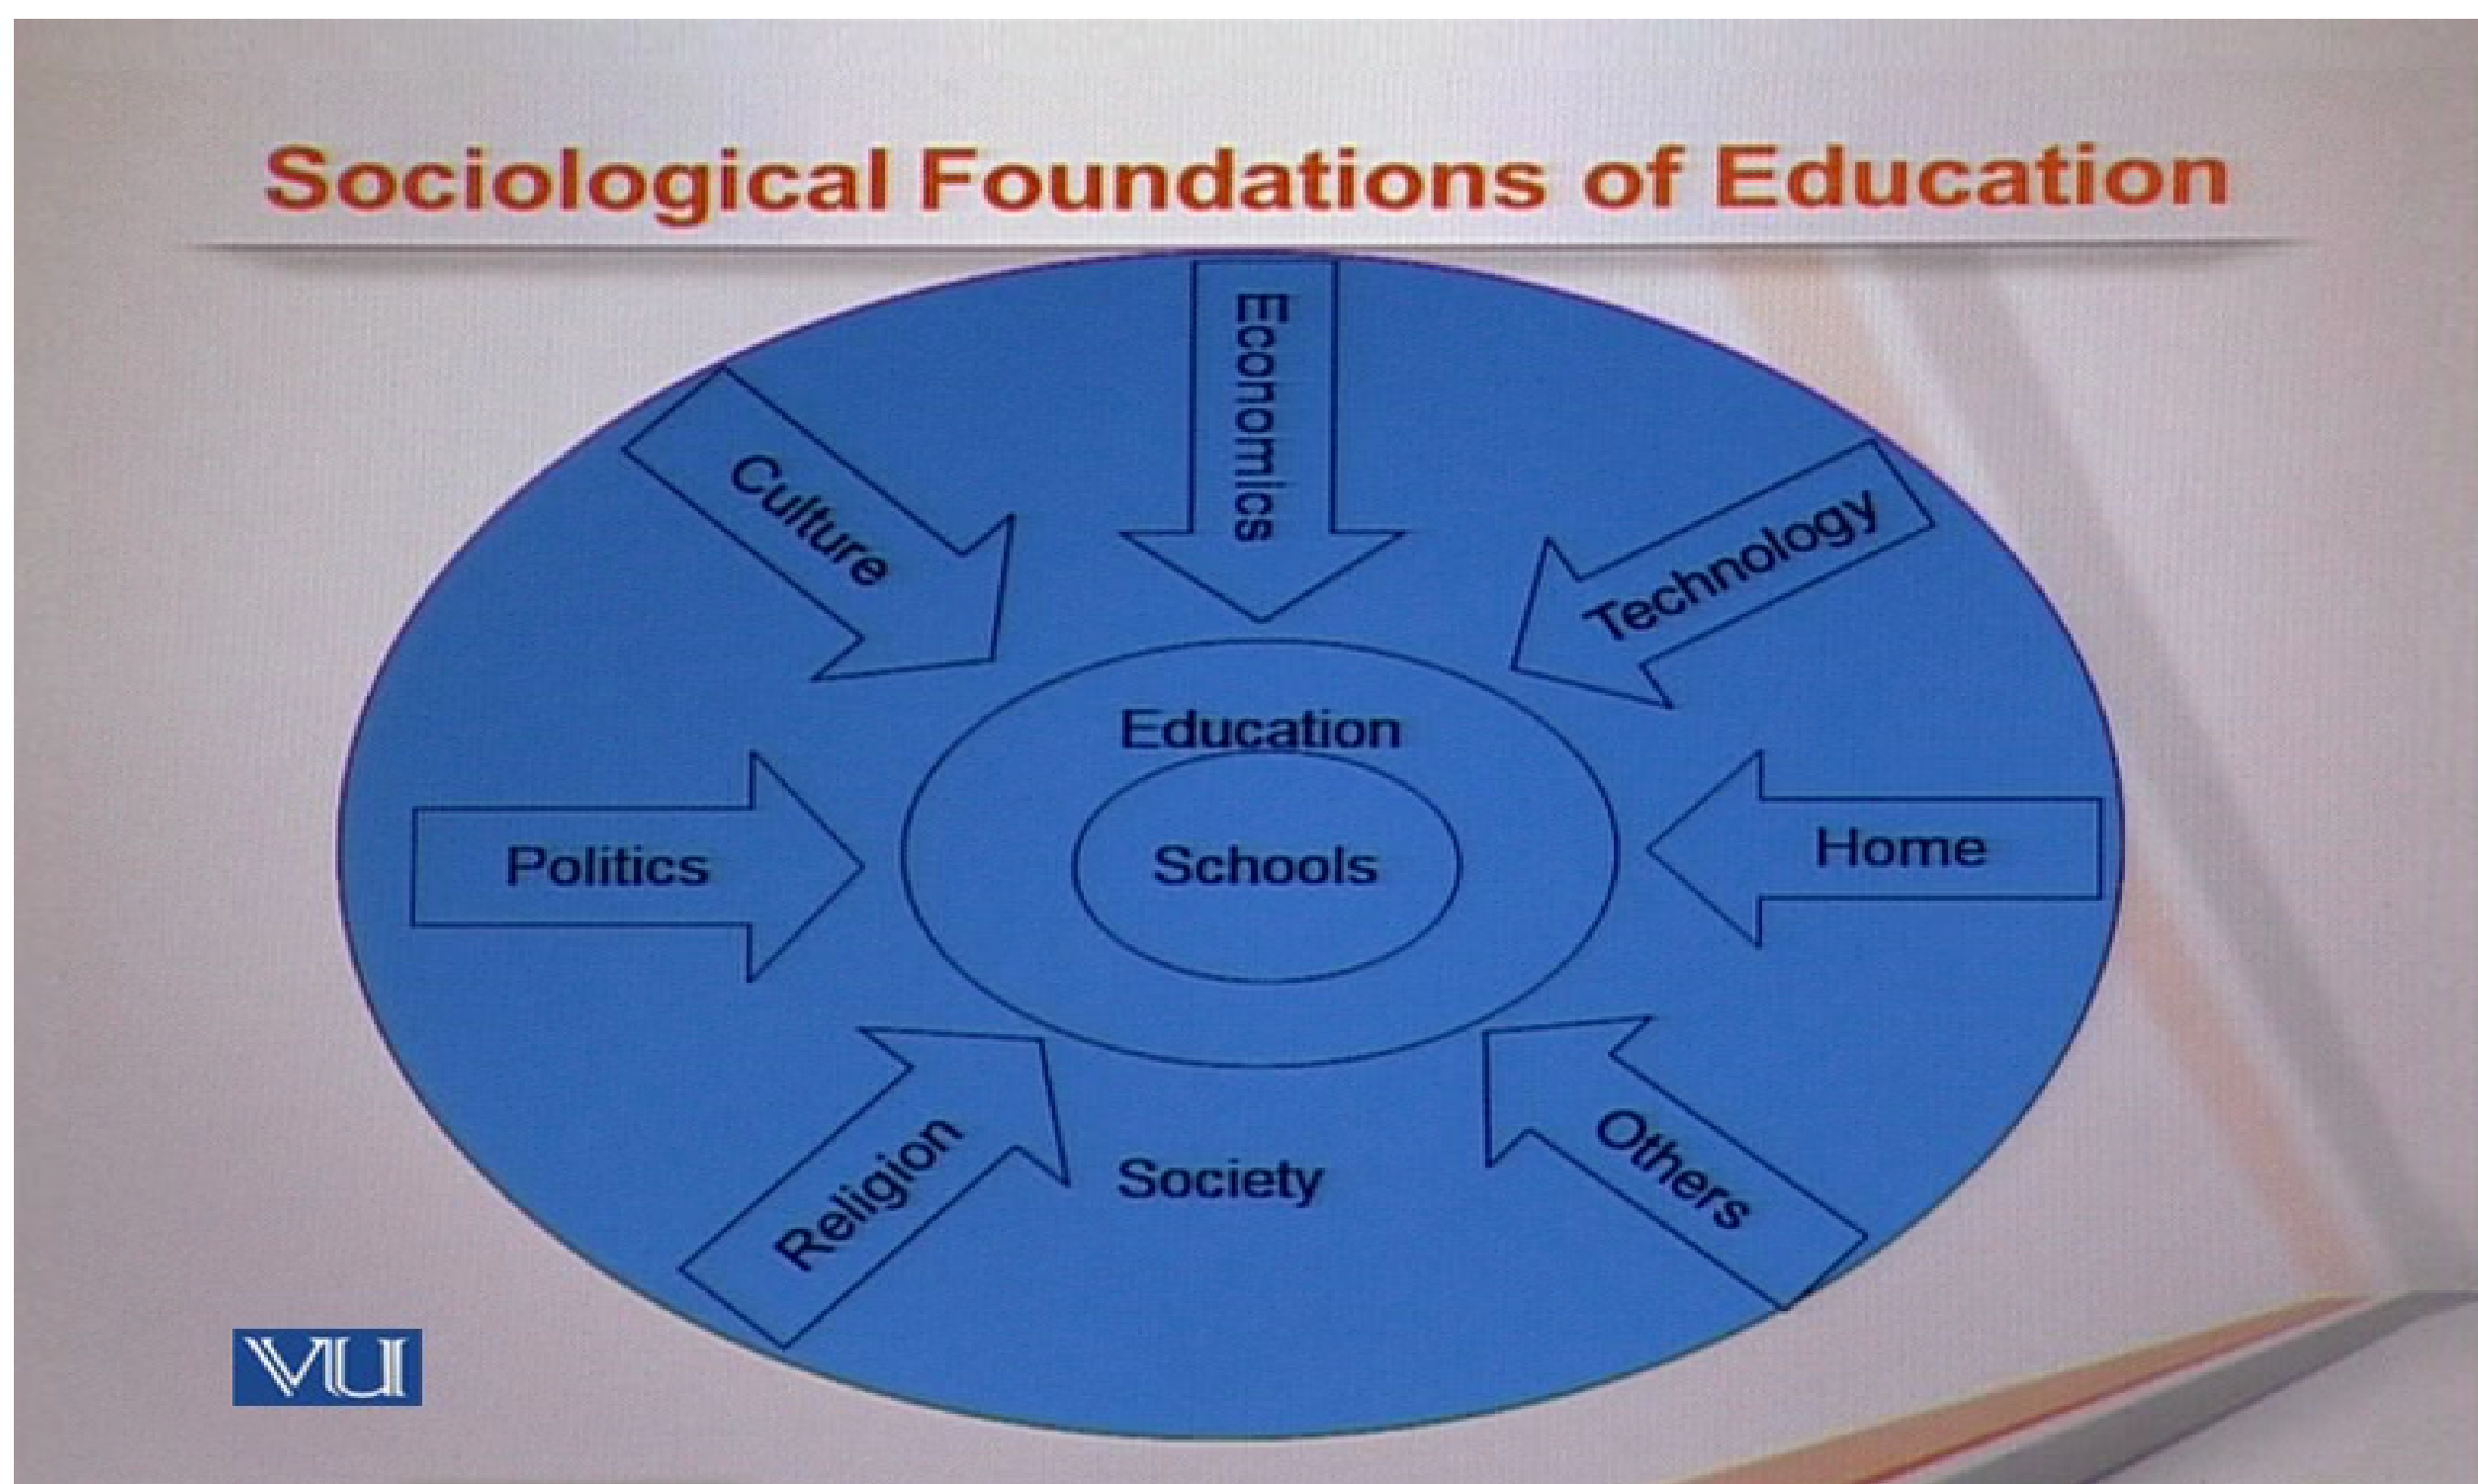 Sociological Foundations of Education
Economics
Culture
Technology
Education
Schools
Politics
Home
Religion
Others
Society
VU